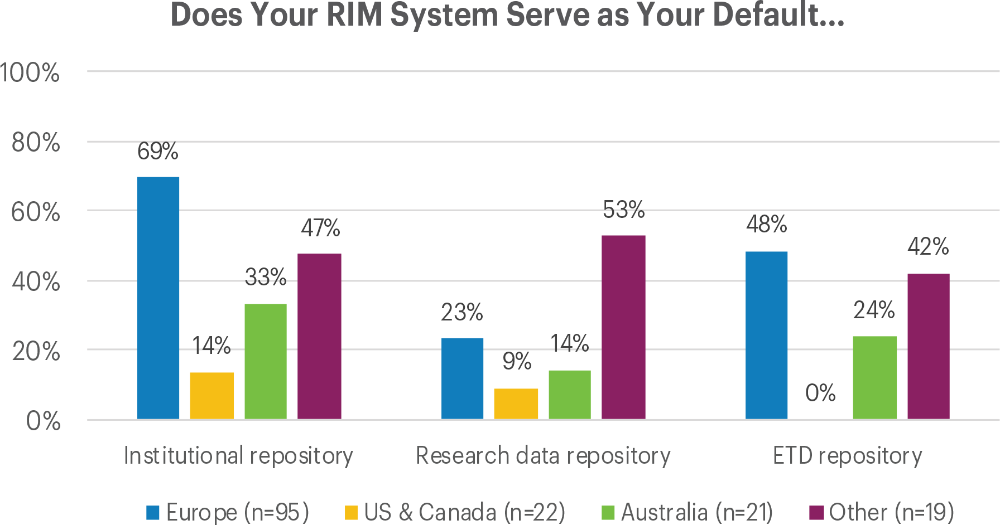 Does Your RIM System Serve as Your Default...
100%
80%
60%
40%
20%
0%
69%
14%
33%
47%
23%
9%
14%
53%
48%
0%
24%
42%
Institutional repository
Research data repository
ETD repository
Europe (n=95)
US & Canada (n=22)
Australia (n=21)
Other (n=19)